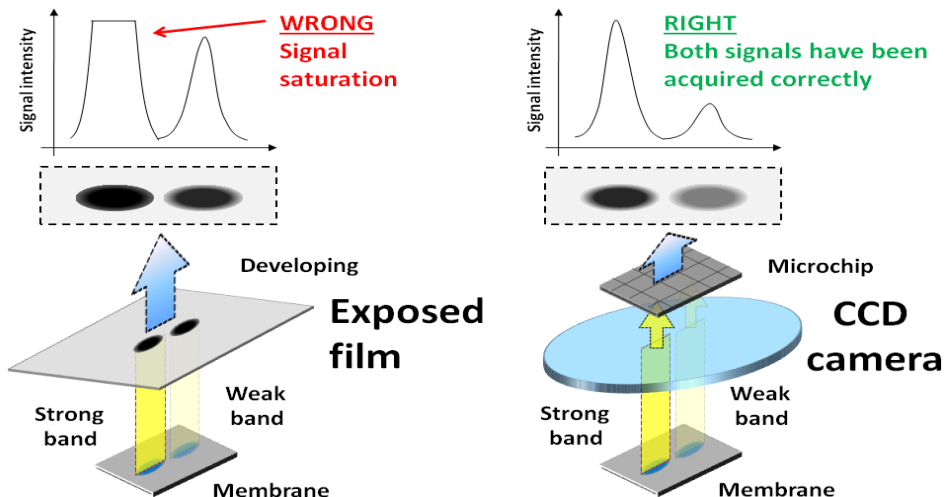 Signal intensity
WRONG
Signal
saturation
Developing
Exposed
film
Strong
band
Weak
band
Membrane
Signal intensity
RIGHT
Both signals have been
acquired correctly
Microchip
CCD
camera
Strong
band
Weak
band
Membrane